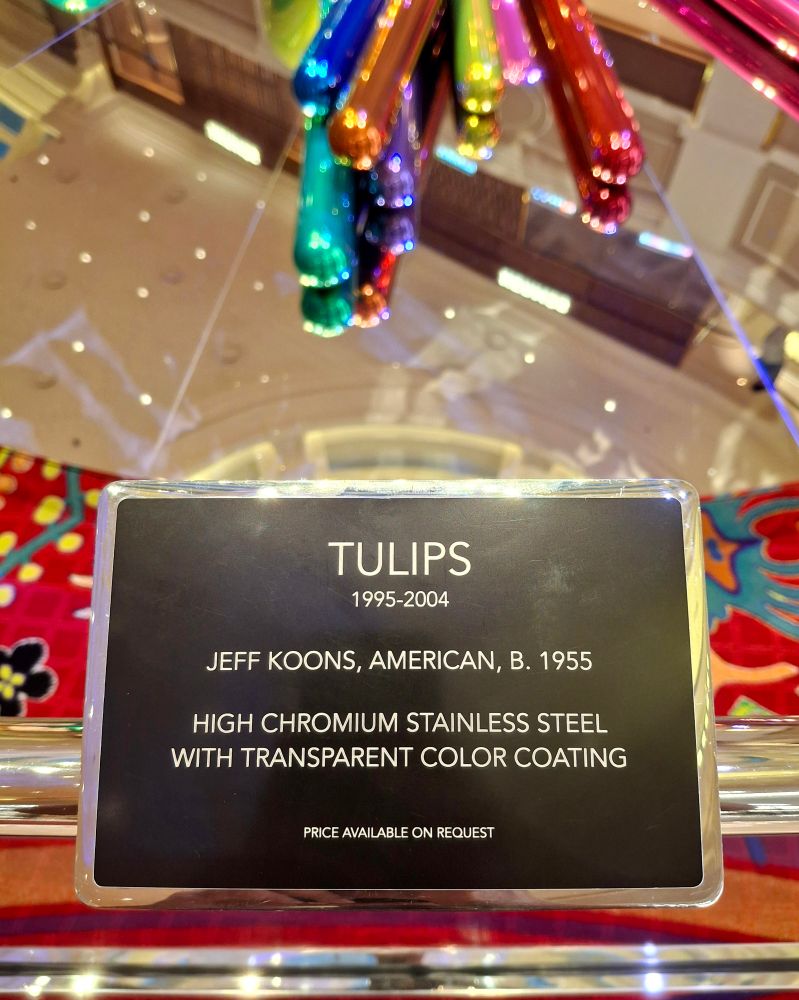 TULIPS
1995-2004
JEFF KOONS, AMERICAN, B. 1955
HIGH CHROMIUM STAINLESS STEEL
WITH TRANSPARENT COLOR COATING
PRICE AVAILABLE ON REQUEST